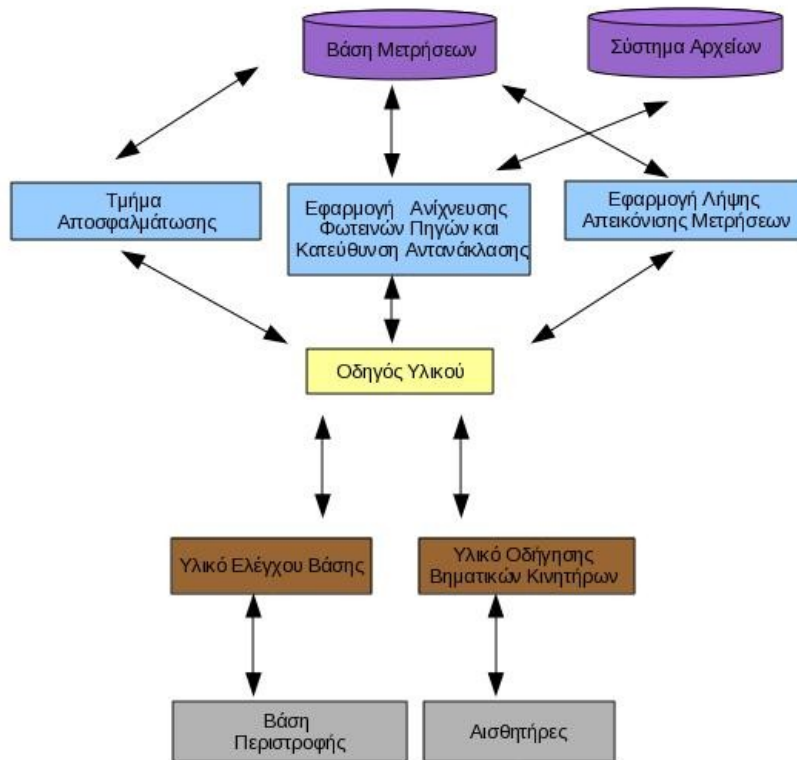 Βάση Μετρήσεων
Σύστημα Αρχείων
Τμήμα
Αποσφαλμάτωσης
Εφαρμογή Ανίχνευσης
Φωτεινών Πηγών και
Κατεύθυνση Αντανάκλασης
Εφαρμογή Λήψης
Απεικόνισης Μετρήσεων
Οδηγός Υλικού
Υλικό Ελέγχου Βάσης
Υλικό Οδήγησης
Βηματικών Κινητήρων
Βάση
Περιστροφής
Αισθητήρες